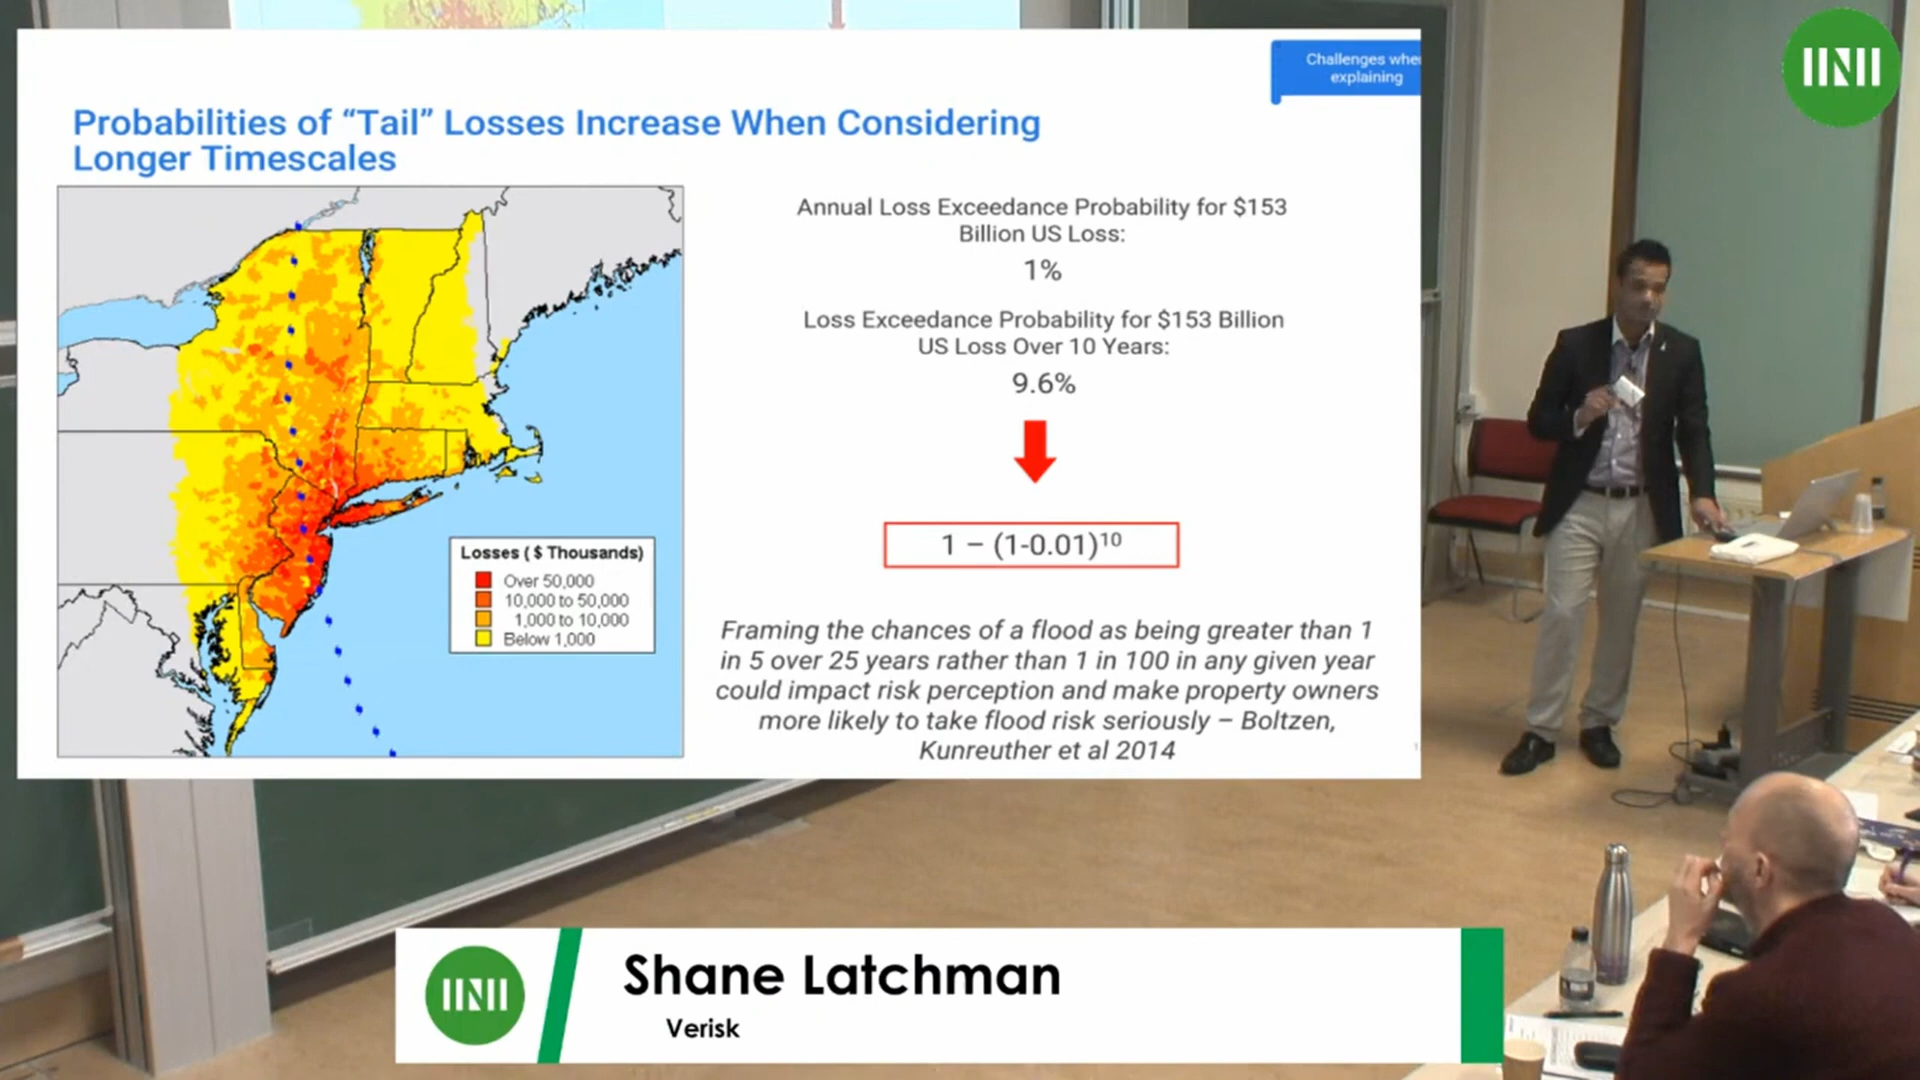 Challenges whe
explaining
Probabilities of “Tail” Losses Increase When Considering
Longer Timescales
Annual Loss Exceedance Probability for $153
Billion US Loss:
1%
Loss Exceedance Probability for $153 Billion
US Loss Over 10 Years:
9.6%
1 – (1-0.01)¹⁰
Losses ( $ Thousands)
Over 50,000
10,000 to 50,000
1,000 to 10,000
Below 1,000
Framing the chances of a flood as being greater than 1
in 5 over 25 years rather than 1 in 100 in any given year
could impact risk perception and make property owners
more likely to take flood risk seriously – Boltzen,
Kunreuther et al 2014
Shane Latchman
Verisk